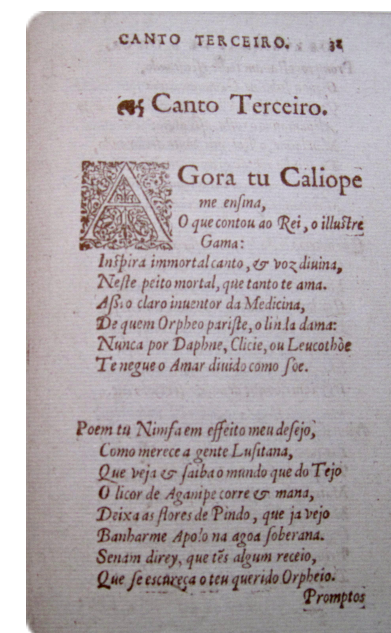 CANTO TERCEIRO. 38
Canto Terceiro.
AGora tu Caliope
me enſina,
O que contou ao Rei, o illuſtre
Gama:
Inſpira immortal canto, & voz diuina,
Neſte peito mortal, que tanto te ama.
Aßi o claro inuentor da Medicina,
De quem Orpheo pariſte, o linda dama:
Nunca por Daphne, Clicie, ou Leucothòe
Te negue o Amar diuido como ſoe.
Poem tu Nimfa em effeito meu deſejo,
Como merece a gente Luſitana,
Que veja & ſaiba o mundo que do Tejo
O licor de Aganipe corre & mana,
Deixa as flores de Pindo, que ja vejo
Banharme Apolo na agoa ſoberana.
Senam direy, que tẽs algum receio,
Que ſe eſcureça o teu querido Orpheio.
Promptos